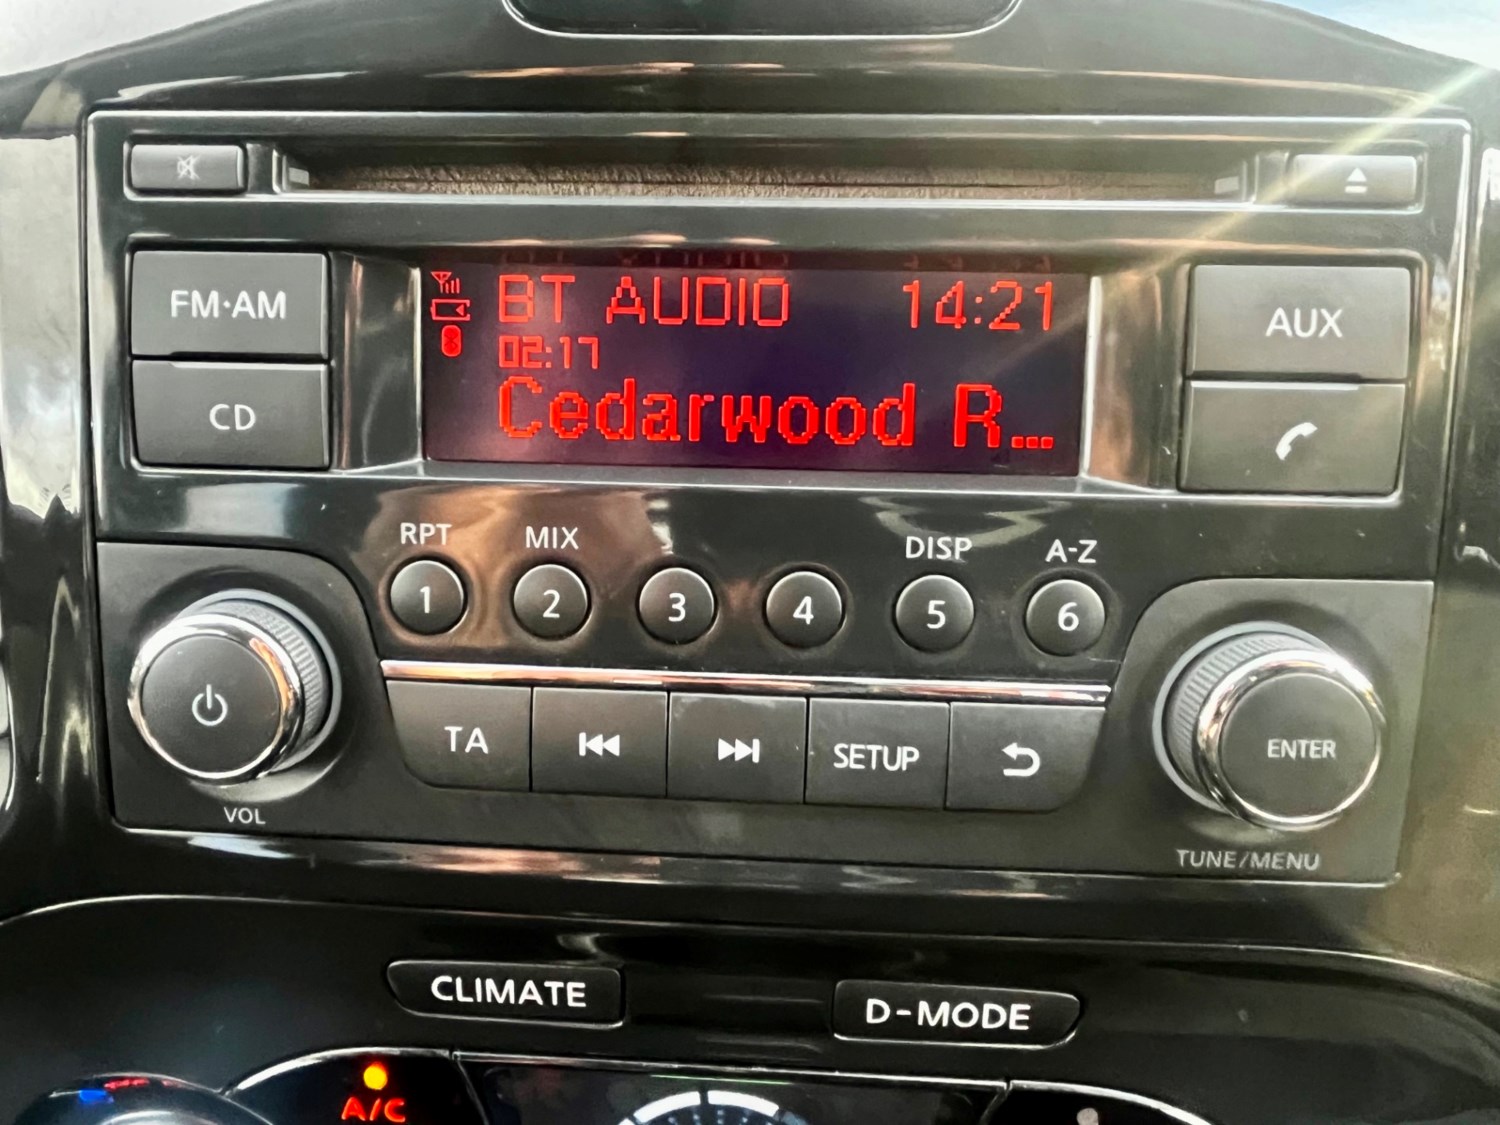 BT AUDIO 14:21
02:17
Cedarwood R...
FM·AM
CD
AUX
RPT MIX DISP A-Z
1 2 3 4 5 6
TA SETUP
ENTER
VOL
TUNE/MENU
CLIMATE D-MODE
A/C